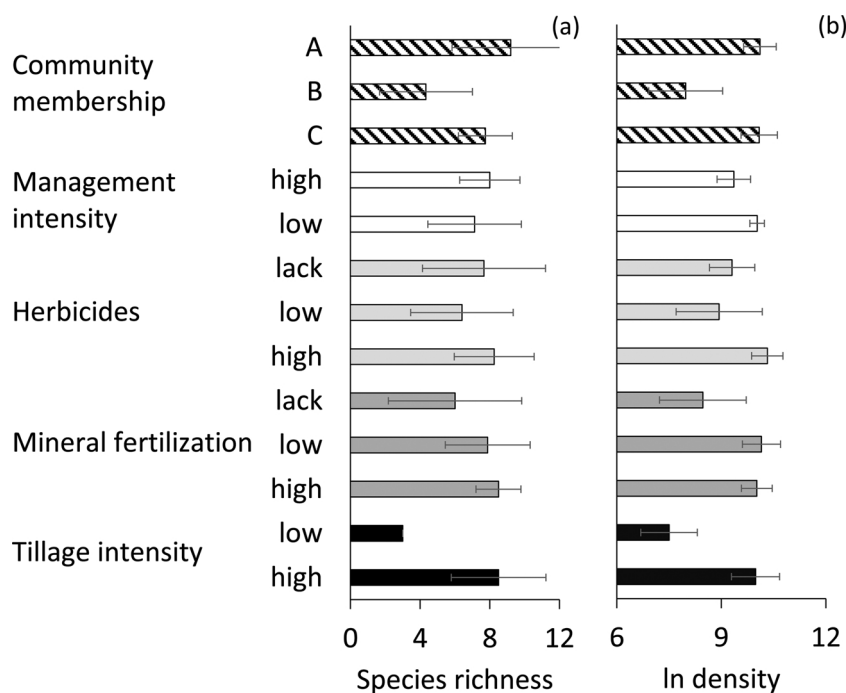 (a)
(b)
Community
membership
A
B
C
Management
intensity
high
low
Herbicides
lack
low
high
Mineral fertilization
lack
low
high
Tillage intensity
low
high
0 4 8 12
6 9 12
Species richness
ln density